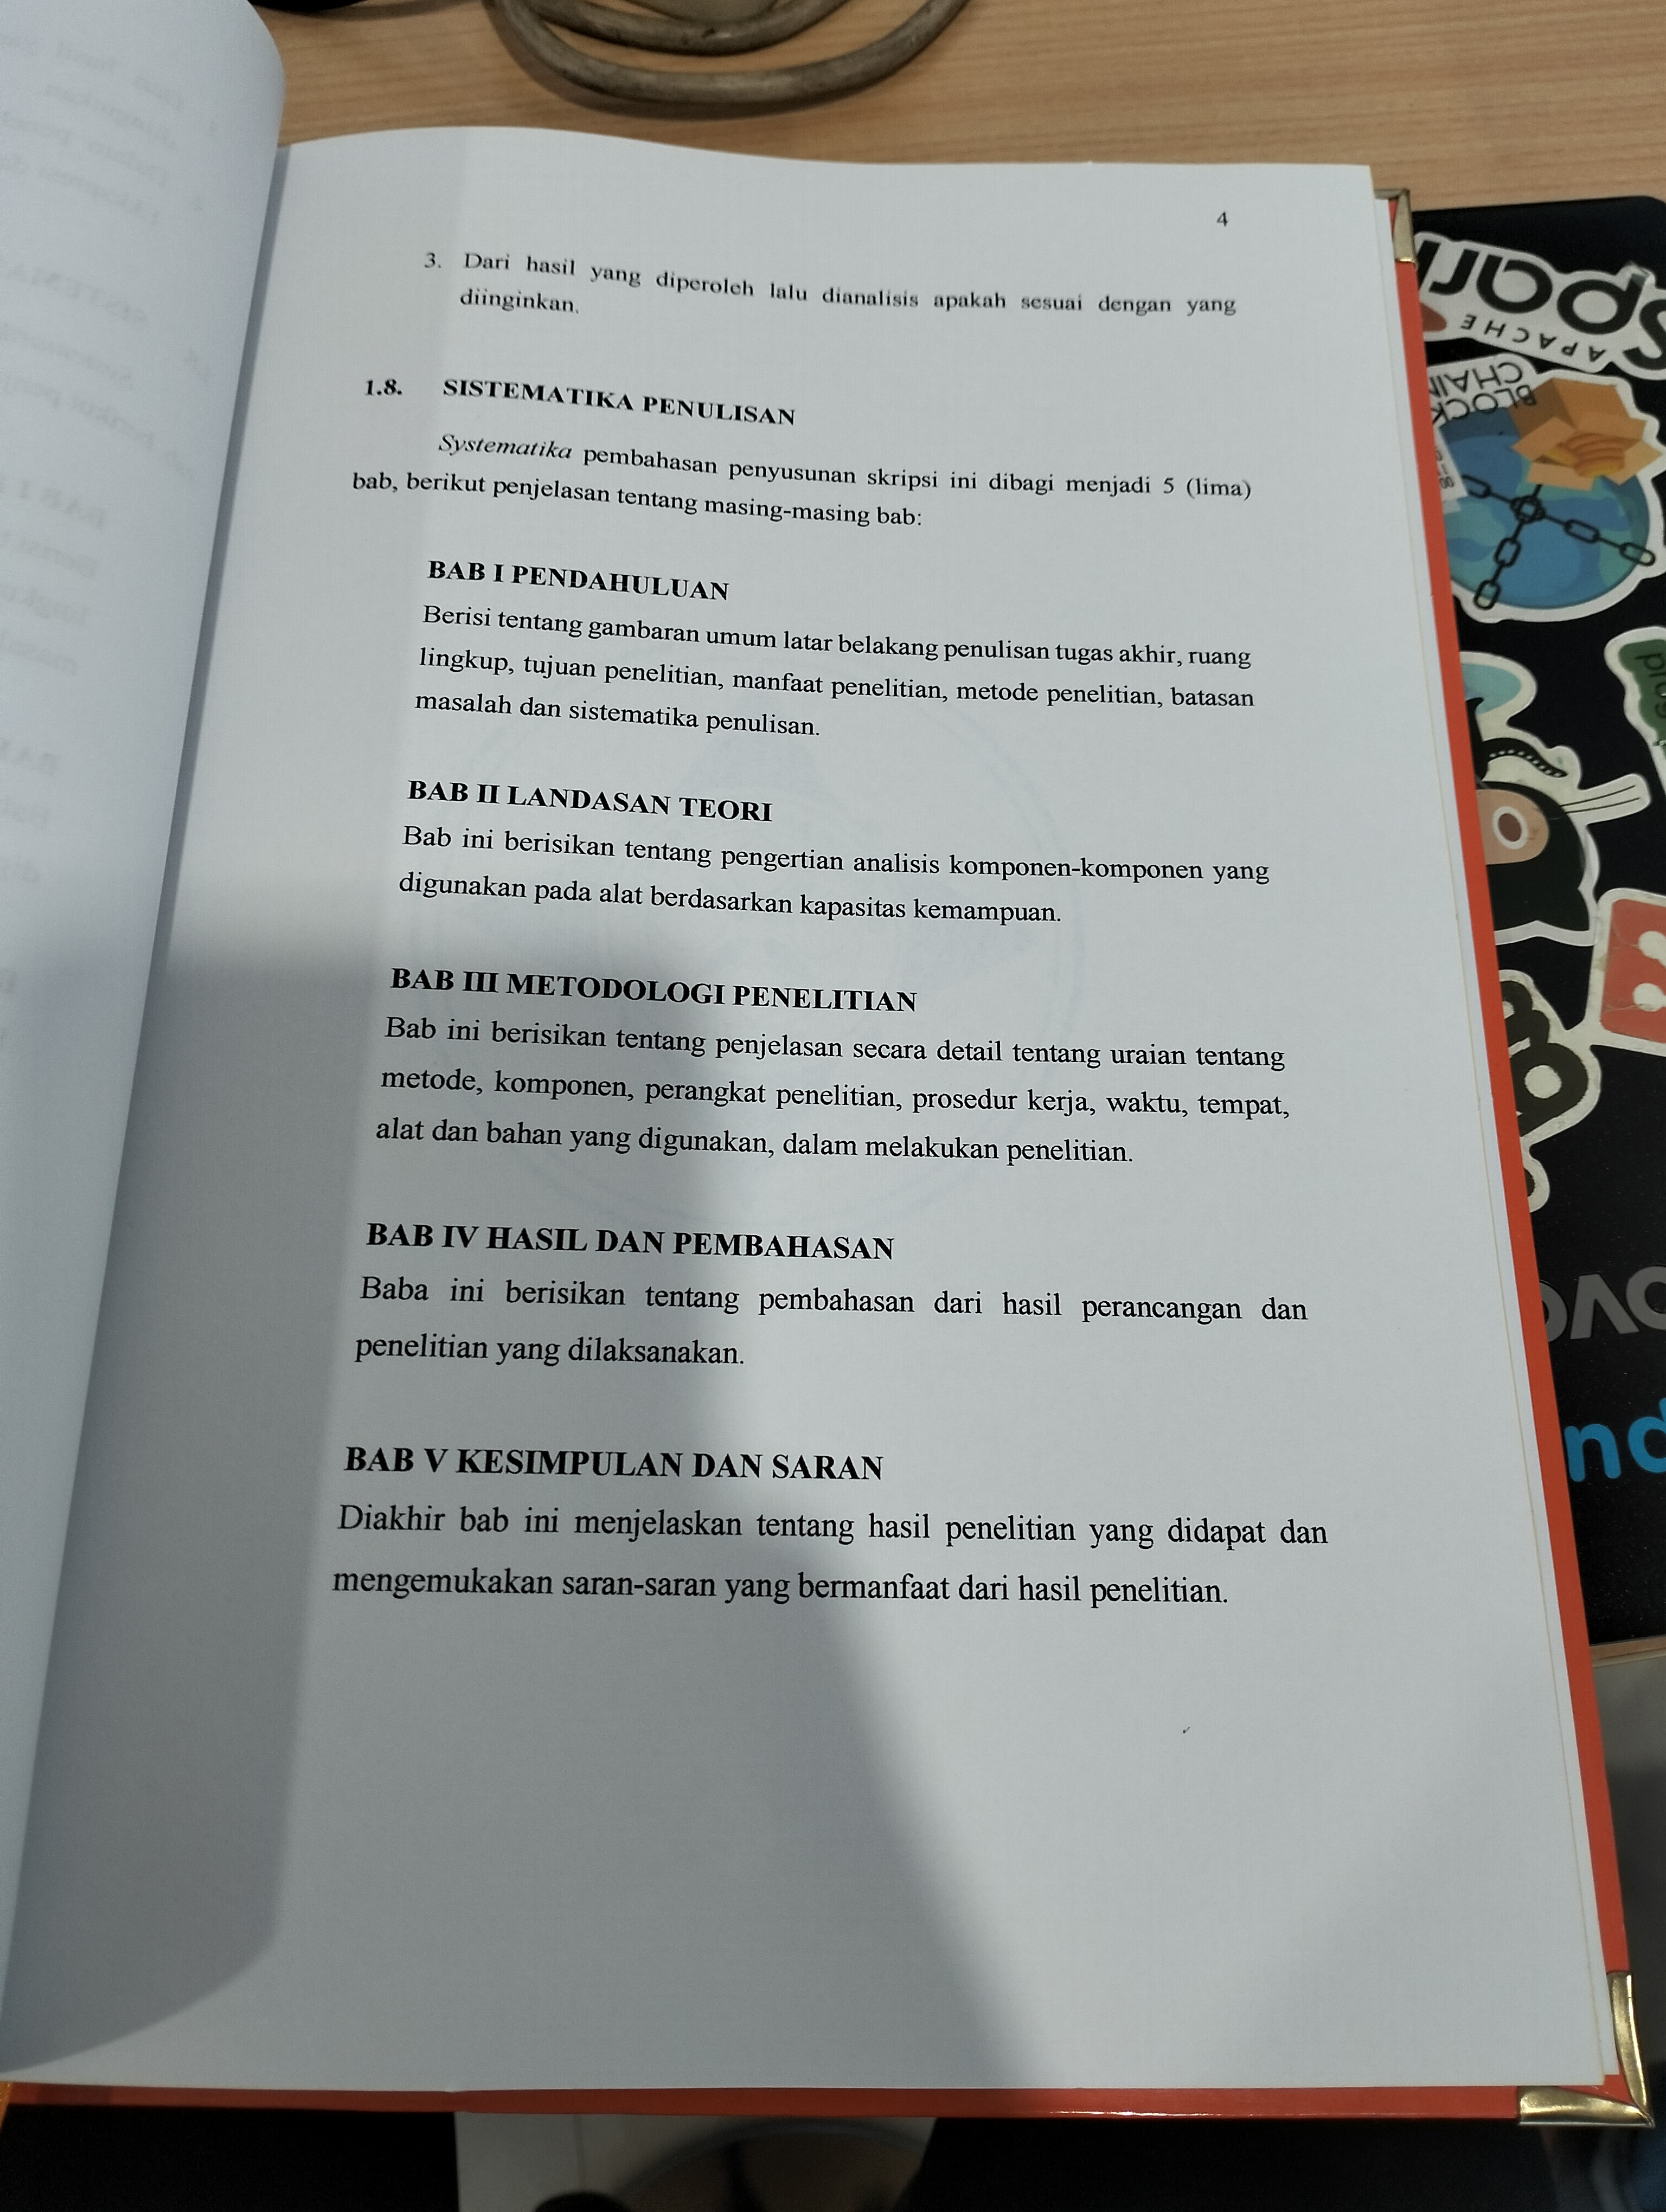 4
3. Dari hasil yang diperoleh lalu dianalisis apakah sesuai dengan yang
diinginkan.
1.8. SISTEMATIKA PENULISAN
Systematika pembahasan penyusunan skripsi ini dibagi menjadi 5 (lima)
bab, berikut penjelasan tentang masing-masing bab:
BAB I PENDAHULUAN
Berisi tentang gambaran umum latar belakang penulisan tugas akhir, ruang
lingkup, tujuan penelitian, manfaat penelitian, metode penelitian, batasan
masalah dan sistematika penulisan.
BAB II LANDASAN TEORI
Bab ini berisikan tentang pengertian analisis komponen-komponen yang
digunakan pada alat berdasarkan kapasitas kemampuan.
BAB III METODOLOGI PENELITIAN
Bab ini berisikan tentang penjelasan secara detail tentang uraian tentang
metode, komponen, perangkat penelitian, prosedur kerja, waktu, tempat,
alat dan bahan yang digunakan, dalam melakukan penelitian.
BAB IV HASIL DAN PEMBAHASAN
Baba ini berisikan tentang pembahasan dari hasil perancangan dan
penelitian yang dilaksanakan.
BAB V KESIMPULAN DAN SARAN
Diakhir bab ini menjelaskan tentang hasil penelitian yang didapat dan
mengemukakan saran-saran yang bermanfaat dari hasil penelitian.
APACHE
BLOCK
CHAIN